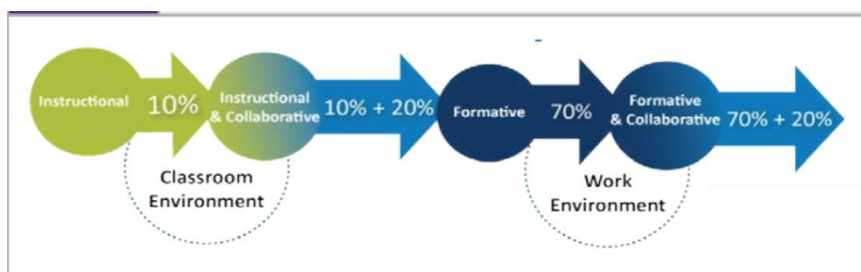 Instructional
10%
Instructional
& Collaborative
10% + 20%
Formative
70%
Formative
& Collaborative
70% + 20%
Classroom
Environment
Work
Environment